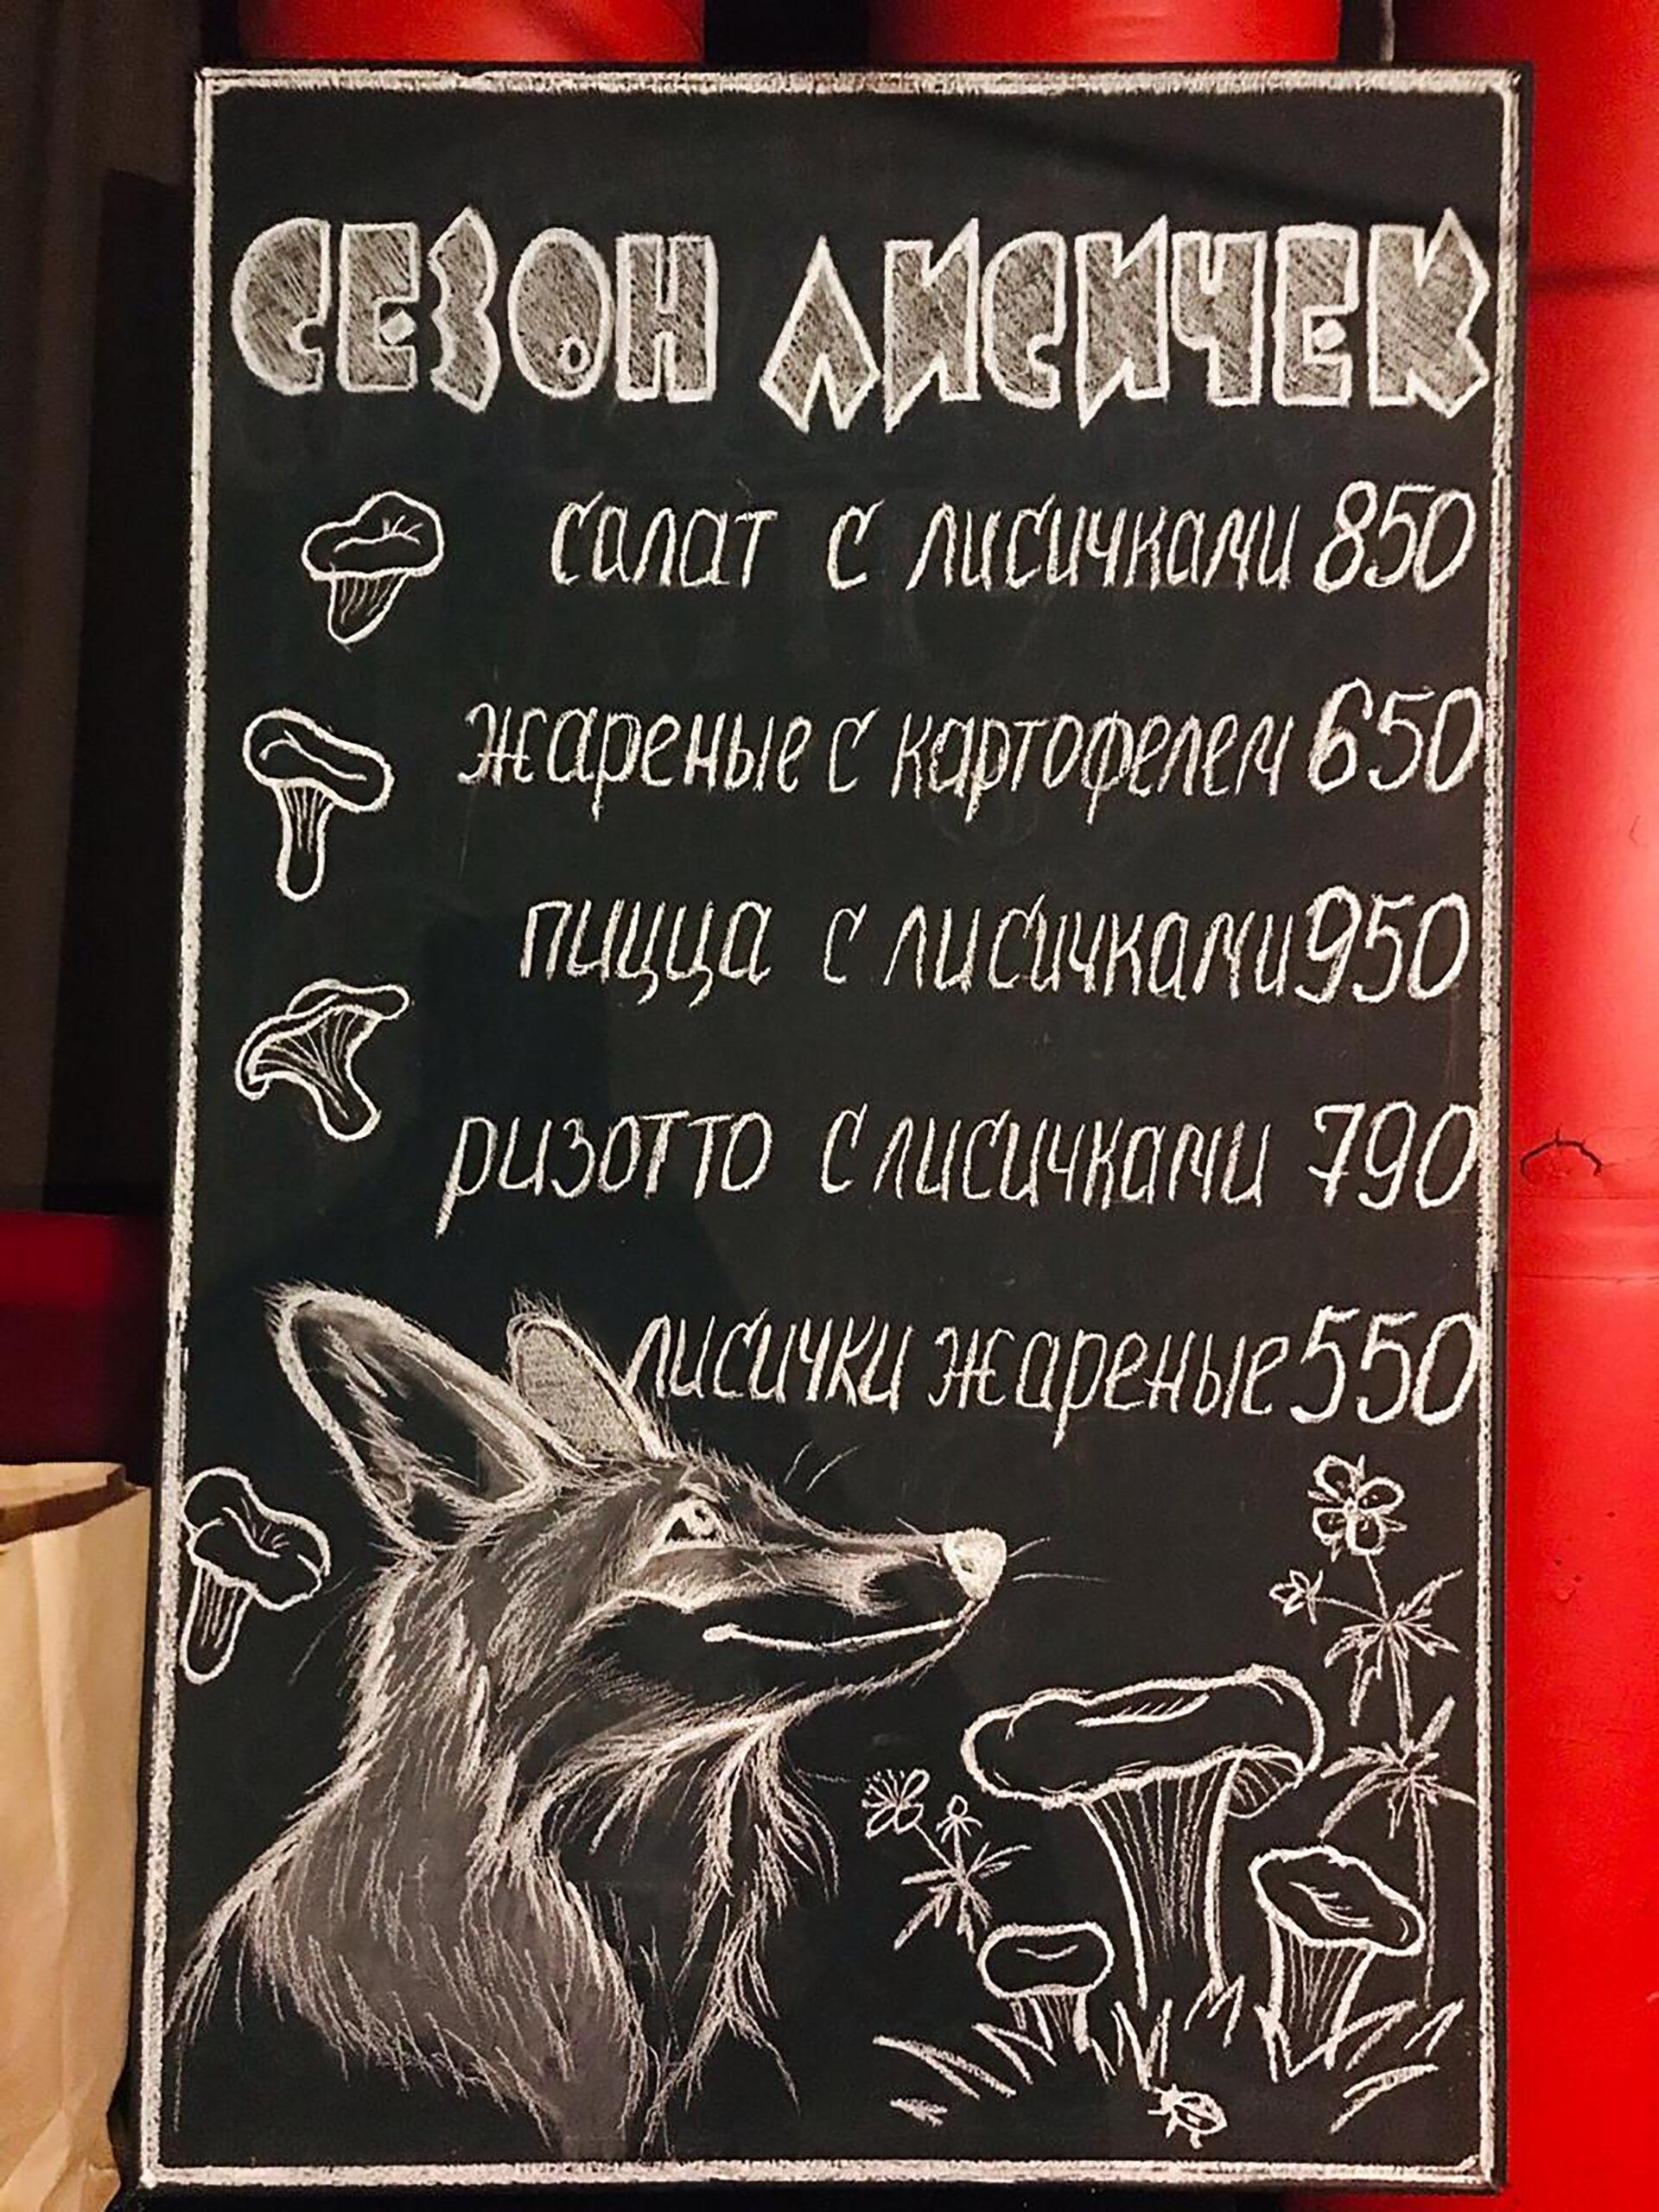 СЕЗОН ЛИСИЧЕК
салат с лисичками 850
жареные с картофелем 650
пицца с лисичками 950
ризотто с лисичками 790
лисички жареные 550